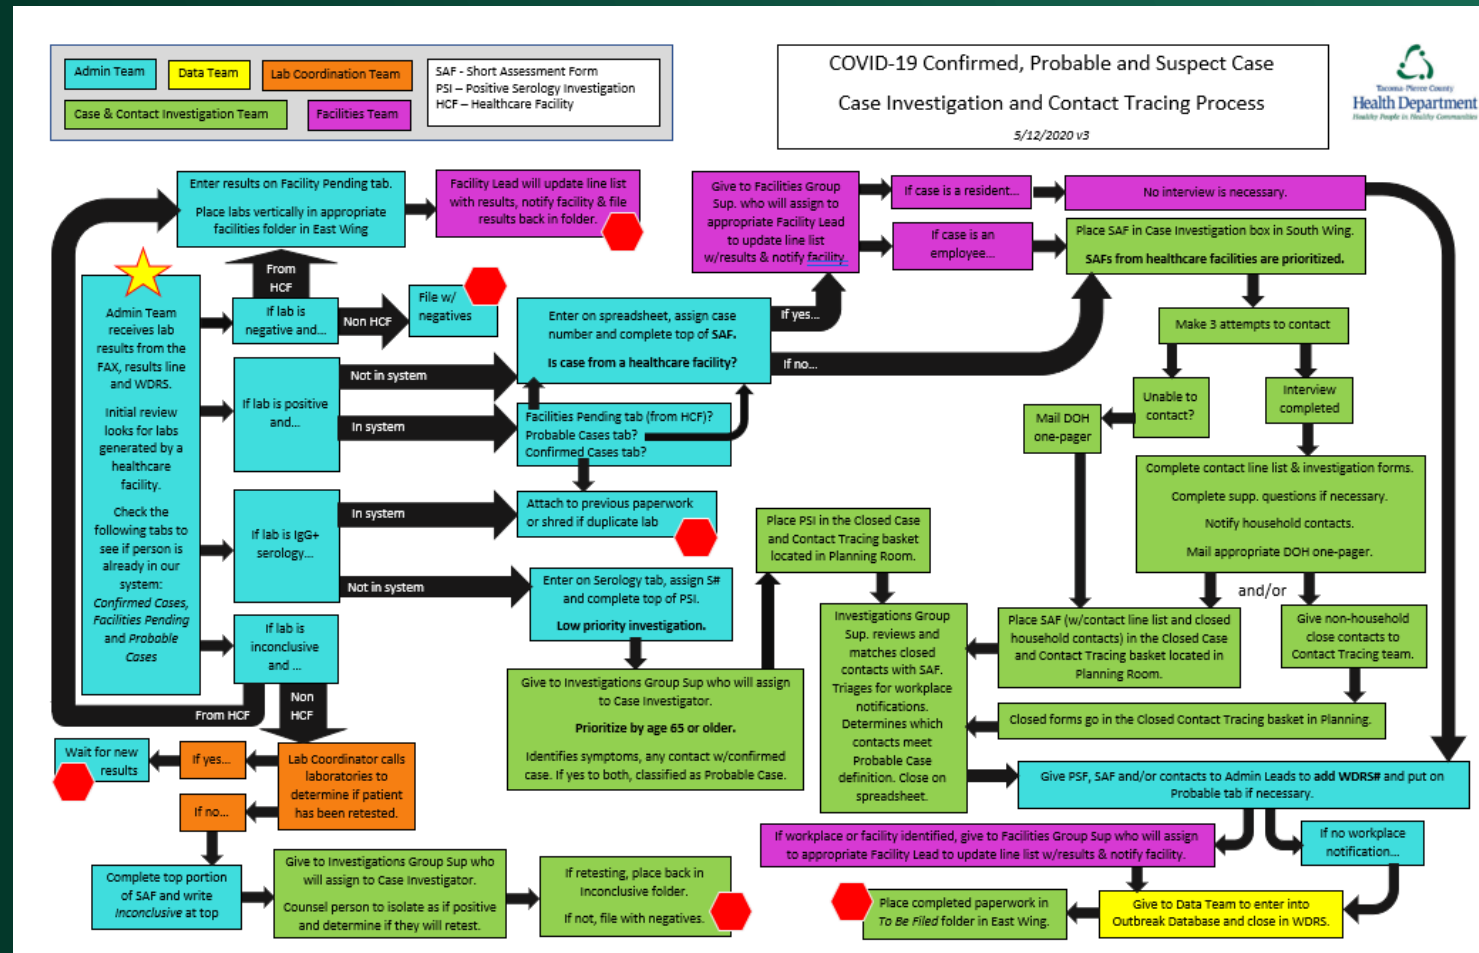 Admin Team
Data Team
Lab Coordination Team
Case & Contact Investigation Team
Facilities Team
SAF - Short Assessment Form
PSI – Positive Serology Investigation
HCF – Healthcare Facility
COVID-19 Confirmed, Probable and Suspect Case
Case Investigation and Contact Tracing Process
5/12/2020 v3
Tacoma-Pierce County
Health Department
Healthy People in Healthy Communities
Enter results on Facility Pending tab.
Place labs vertically in appropriate
facilities folder in East Wing
Facility Lead will update line list
with results, notify facility & file
results back in folder.
Give to Facilities Group
Sup. who will assign to
appropriate Facility Lead
to update line list
w/results & notify facility.
If case is a resident...
No interview is necessary.
If case is an
employee...
Place SAF in Case Investigation box in South Wing.
SAFs from healthcare facilities are prioritized.
From
HCF
Admin Team
receives lab
results from the
FAX, results line
and WDRS.
Initial review
looks for labs
generated by a
healthcare
facility.
Check the
following tabs to
see if person is
already in our
system:
Confirmed Cases,
Facilities Pending
and Probable
Cases
If lab is
negative and...
Non HCF
File w/
negatives
Enter on spreadsheet, assign case
number and complete top of SAF.
Is case from a healthcare facility?
If yes...
If no...
Make 3 attempts to contact
Unable to
contact?
Interview
completed
Mail DOH
one-pager
If lab is positive
and...
Not in system
In system
Facilities Pending tab (from HCF)?
Probable Cases tab?
Confirmed Cases tab?
Complete contact line list & investigation forms.
Complete supp. questions if necessary.
Notify household contacts.
Mail appropriate DOH one-pager.
If lab is IgG+
serology...
In system
Attach to previous paperwork
or shred if duplicate lab
Not in system
Enter on Serology tab, assign S#
and complete top of PSI.
Low priority investigation.
Place PSI in the Closed Case
and Contact Tracing basket
located in Planning Room.
and/or
Investigations Group
Sup. reviews and
matches closed
contacts with SAF.
Triages for workplace
notifications.
Determines which
contacts meet
Probable Case
definition. Close on
spreadsheet.
Place SAF (w/contact line list and closed
household contacts) in the Closed Case
and Contact Tracing basket located in
Planning Room.
Give non-household
close contacts to
Contact Tracing team.
Closed forms go in the Closed Contact Tracing basket in Planning.
If lab is
inconclusive
and ...
From HCF
Non
HCF
Give to Investigations Group Sup who will assign
to Case Investigator.
Prioritize by age 65 or older.
Identifies symptoms, any contact w/confirmed
case. If yes to both, classified as Probable Case.
Wait for new
results
If yes...
Lab Coordinator calls
laboratories to
determine if patient
has been retested.
If no...
Give PSF, SAF and/or contacts to Admin Leads to add WDRS# and put on
Probable tab if necessary.
If workplace or facility identified, give to Facilities Group Sup who will assign
to appropriate Facility Lead to update line list w/results & notify facility.
If no workplace
notification...
Complete top portion
of SAF and write
Inconclusive at top
Give to Investigations Group Sup who
will assign to Case Investigator.
Counsel person to isolate as if positive
and determine if they will retest.
If retesting, place back in
Inconclusive folder.
If not, file with negatives.
Place completed paperwork in
To Be Filed folder in East Wing.
Give to Data Team to enter into
Outbreak Database and close in WDRS.